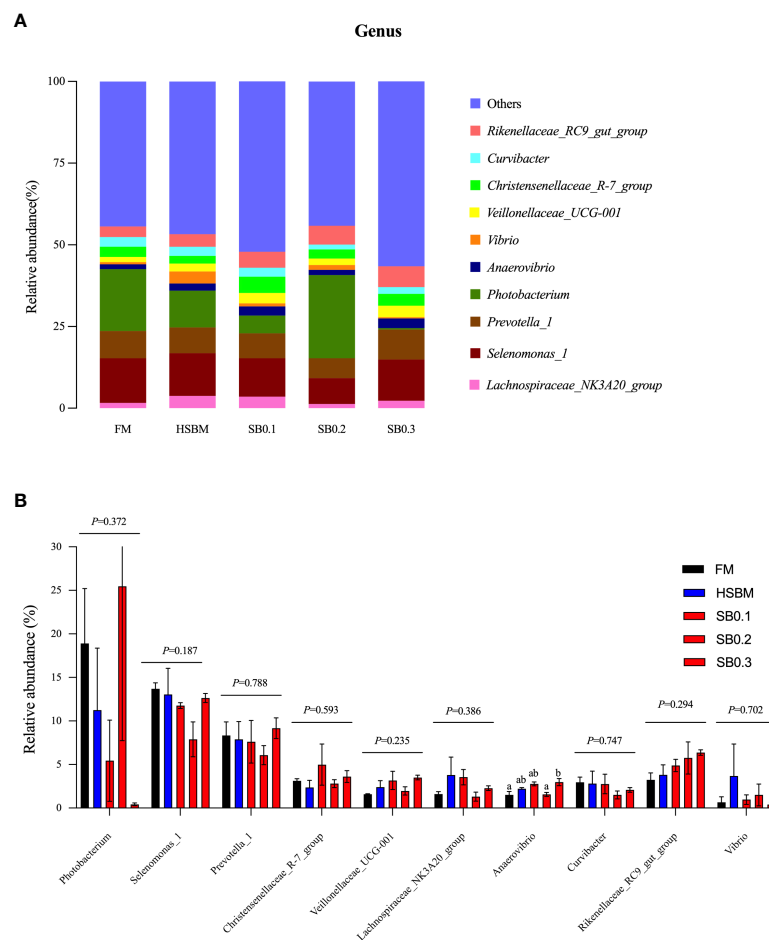 A
Genus
Relative abundance(%)
100
75
50
25
0
FM
HSBM
SB0.1
SB0.2
SB0.3
Others
Rikenellaceae_RC9_gut_group
Curvibacter
Christensenellaceae_R-7_group
Veillonellaceae_UCG-001
Vibrio
Anaerovibrio
Photobacterium
Prevotella_1
Selenomonas_1
Lachnospiraceae_NK3A20_group
B
Relative abundance (%)
30
25
20
15
10
5
0
P=0.372
P=0.187
P=0.788
P=0.593
P=0.235
P=0.386
a
ab
ab
a
b
P=0.747
P=0.294
P=0.702
FM
HSBM
SB0.1
SB0.2
SB0.3
Photobacterium
Selenomonas_1
Prevotella_1
Christensenellaceae_R-7_group
Veillonellaceae_UCG-001
Lachnospiraceae_NK3A20_group
Anaerovibrio
Curvibacter
Rikenellaceae_RC9_gut_group
Vibrio